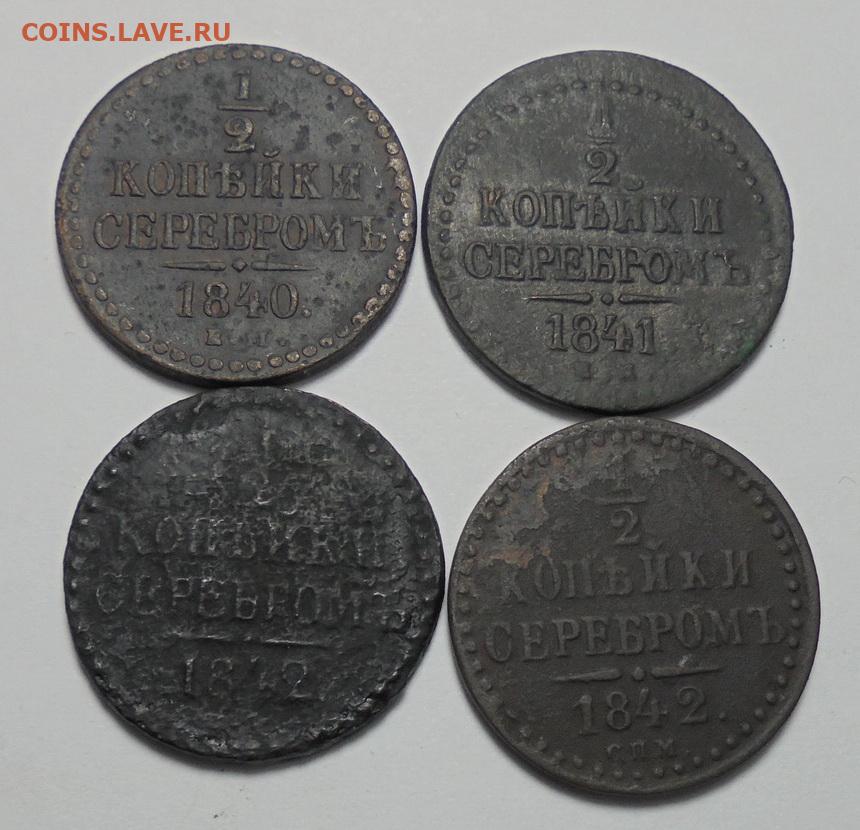 COINS.LAVE.RU
1
2
КОПѢЙКИ
СЕРЕБРОМЪ
1840.
1
2
КОПѢЙКИ
СЕРЕБРОМЪ
1841
КОПѢЙКИ
СЕРЕБРОМЪ
1842
1
2
КОПѢЙКИ
СЕРЕБРОМЪ
1842.
С.П.М.